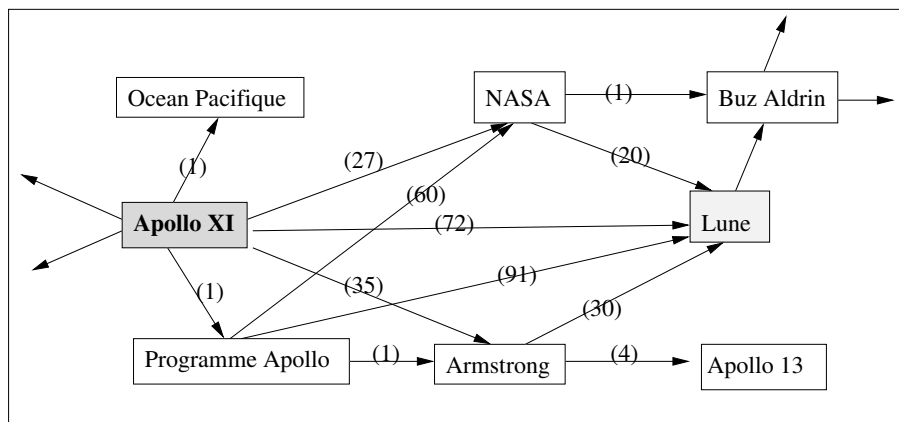 Ocean Pacifique
NASA
(1)
Buz Aldrin
(1)
(27)
(20)
(60)
Apollo XI
(72)
Lune
(1)
(35)
(91)
(30)
Programme Apollo
(1)
Armstrong
(4)
Apollo 13